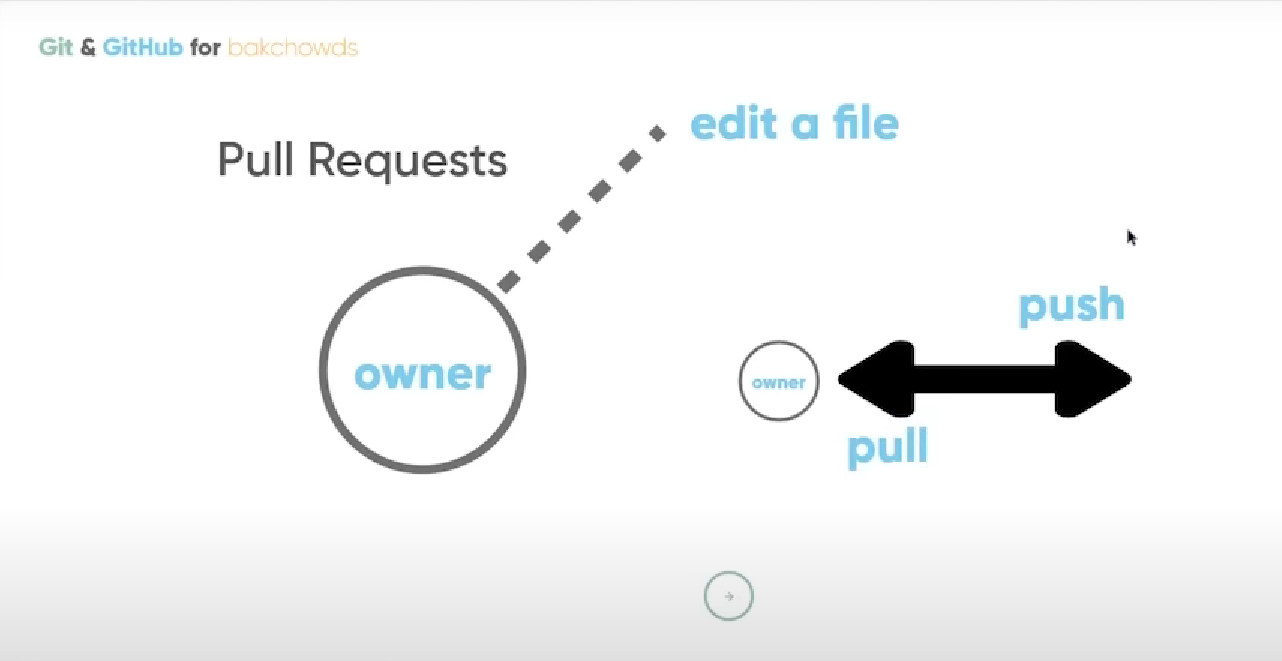 Git & GitHub for bakchowds
edit a file
Pull Requests
owner
push
owner
pull